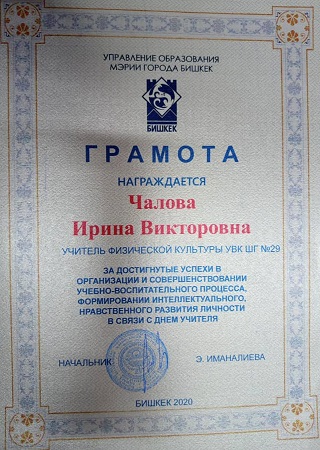 УПРАВЛЕНИЕ ОБРАЗОВАНИЯ
МЭРИИ ГОРОДА БИШКЕК
БИШКЕК
ГРАМОТА
НАГРАЖДАЕТСЯ
Чалова
Ирина Викторовна
УЧИТЕЛЬ ФИЗИЧЕСКОЙ КУЛЬТУРЫ УВК ШГ №29
ЗА ДОСТИГНУТЫЕ УСПЕХИ В
ОРГАНИЗАЦИИ И СОВЕРШЕНСТВОВАНИИ
УЧЕБНО-ВОСПИТАТЕЛЬНОГО ПРОЦЕССА,
ФОРМИРОВАНИИ ИНТЕЛЛЕКТУАЛЬНОГО,
НРАВСТВЕННОГО РАЗВИТИЯ ЛИЧНОСТИ
В СВЯЗИ С ДНЕМ УЧИТЕЛЯ
НАЧАЛЬНИК Э. ИМАНАЛИЕВА
БИШКЕК 2020